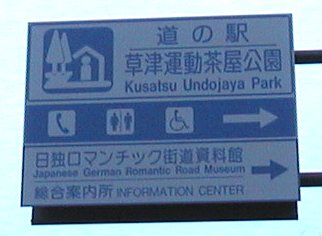 道の駅
草津運動茶屋公園
Kusatsu Undojaya Park
日独ロマンチック街道資料館
Japanese German Romantic Road Museum
総合案内所 INFORMATION CENTER